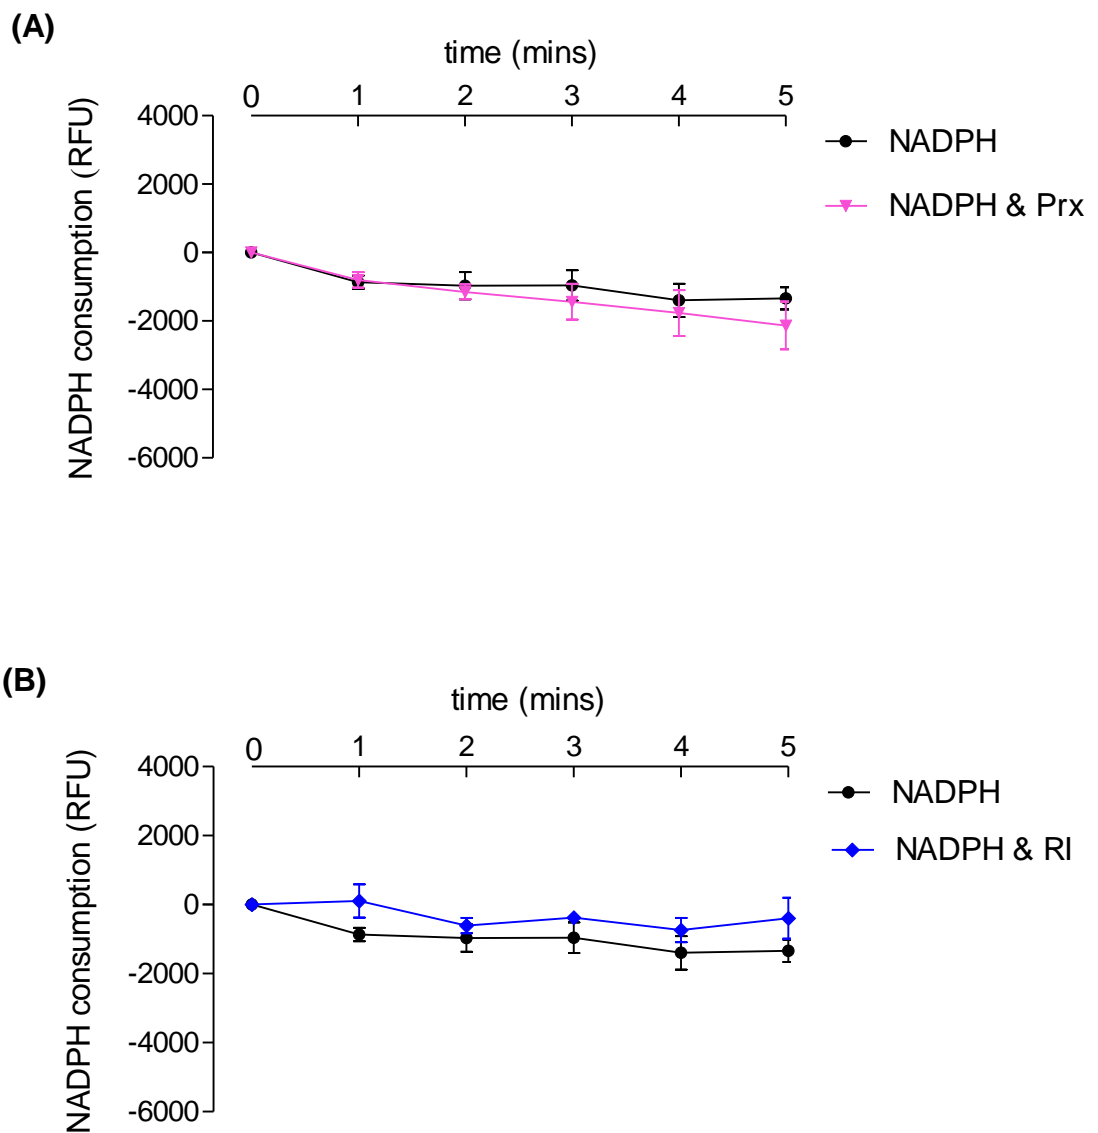 (A)
time (mins)
0 1 2 3 4 5
NADPH consumption (RFU)
4000
2000
0
-2000
-4000
-6000
NADPH
NADPH & Prx
(B)
time (mins)
0 1 2 3 4 5
NADPH consumption (RFU)
4000
2000
0
-2000
-4000
-6000
NADPH
NADPH & RI